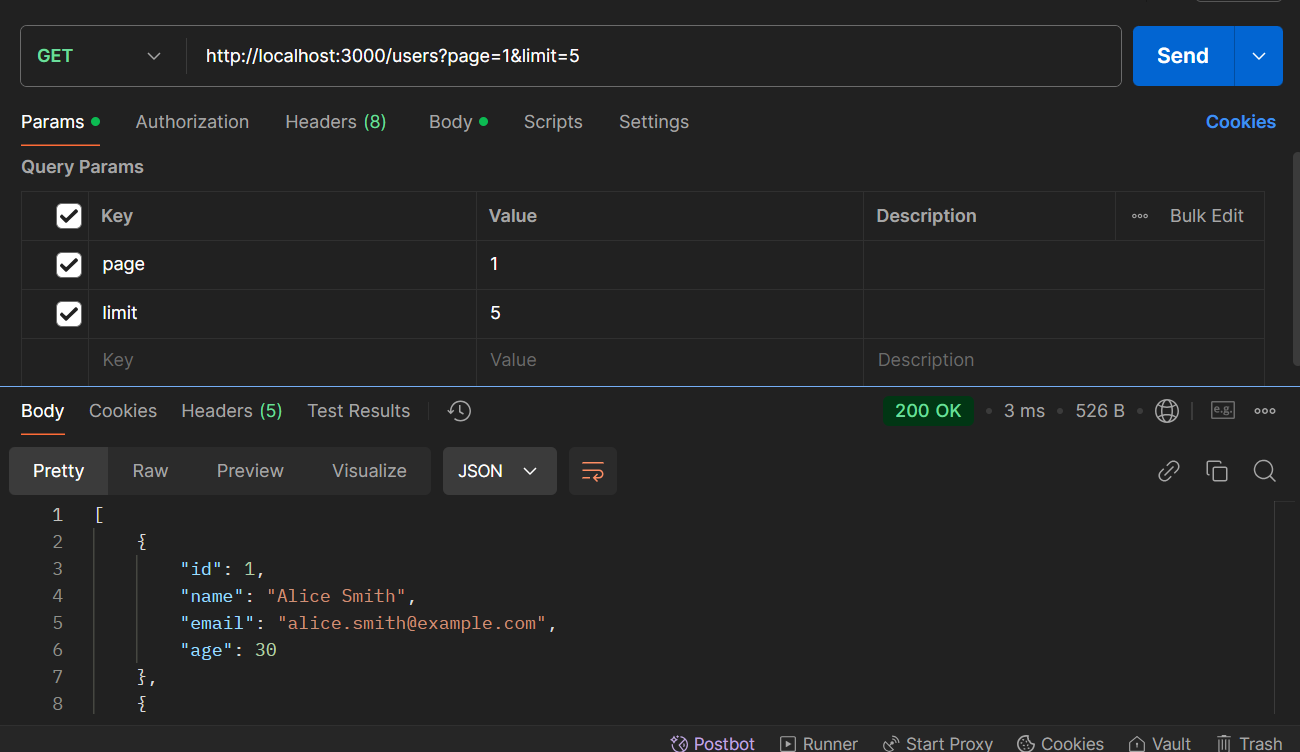 GET http://localhost:3000/users?page=1&limit=5 Send
Params Authorization Headers (8) Body Scripts Settings Cookies
Query Params
Key Value Description Bulk Edit
page 1
limit 5
Key Value Description
Body Cookies Headers (5) Test Results 200 OK 3 ms 526 B e.g.
Pretty Raw Preview Visualize JSON
1 [
2 {
3 "id": 1,
4 "name": "Alice Smith",
5 "email": "alice.smith@example.com",
6 "age": 30
7 },
8 {
Postbot Runner Start Proxy Cookies Vault Trash